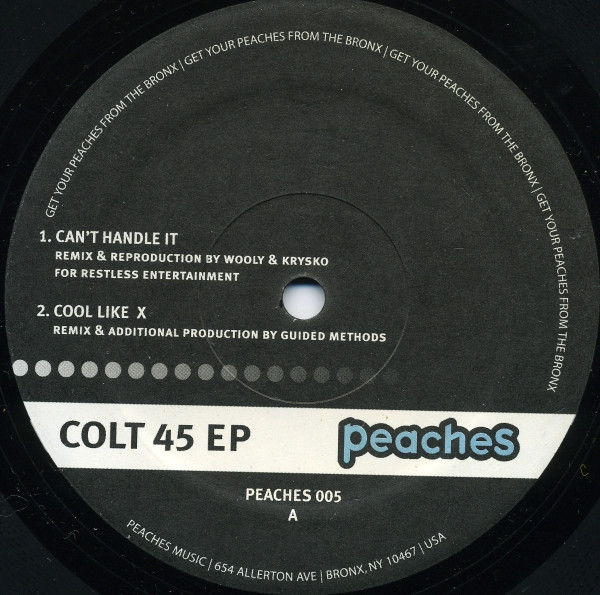 GET YOUR PEACHES FROM THE BRONX | GET YOUR PEACHES FROM THE BRONX | GET YOUR PEACHES FROM THE BRONX | GET YOUR PEACHES FROM THE BRONX
1. CAN'T HANDLE IT
REMIX & REPRODUCTION BY WOOLY & KRYSKO
FOR RESTLESS ENTERTAINMENT
2. COOL LIKE X
REMIX & ADDITIONAL PRODUCTION BY GUIDED METHODS
COLT 45 EP
peaches
PEACHES 005
A
PEACHES MUSIC | 654 ALLERTON AVE | BRONX, NY 10467 | USA